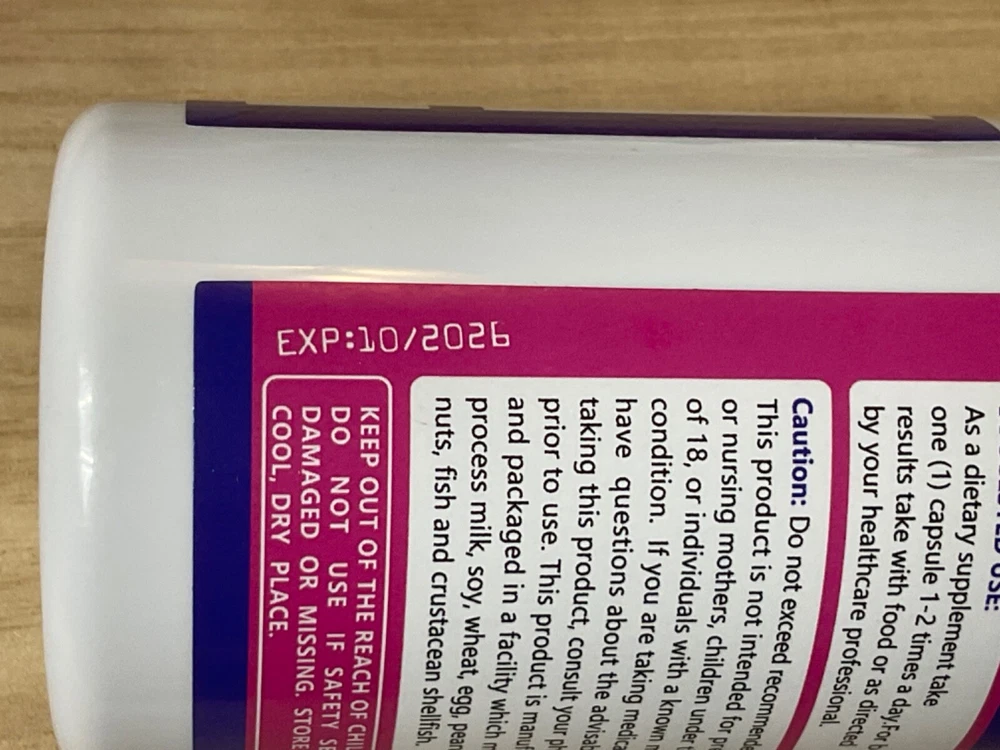 As a dietary supplement take
one (1) capsule 1-2 times a day. For
results take with food or as directed
by your healthcare professional.
Caution: Do not exceed
This product is not intended for
or nursing mothers, children under
of 18, or individuals with a known
condition. If you are taking
have questions about the
taking this product, consult your
prior to use. This product is
and packaged in a facility which
process milk, soy, wheat, egg,
nuts, fish and crustacean shellfish.
KEEP OUT OF THE REACH OF
DO NOT USE IF SAFETY
DAMAGED OR MISSING. STORE
COOL, DRY PLACE.
EXP:10/2026